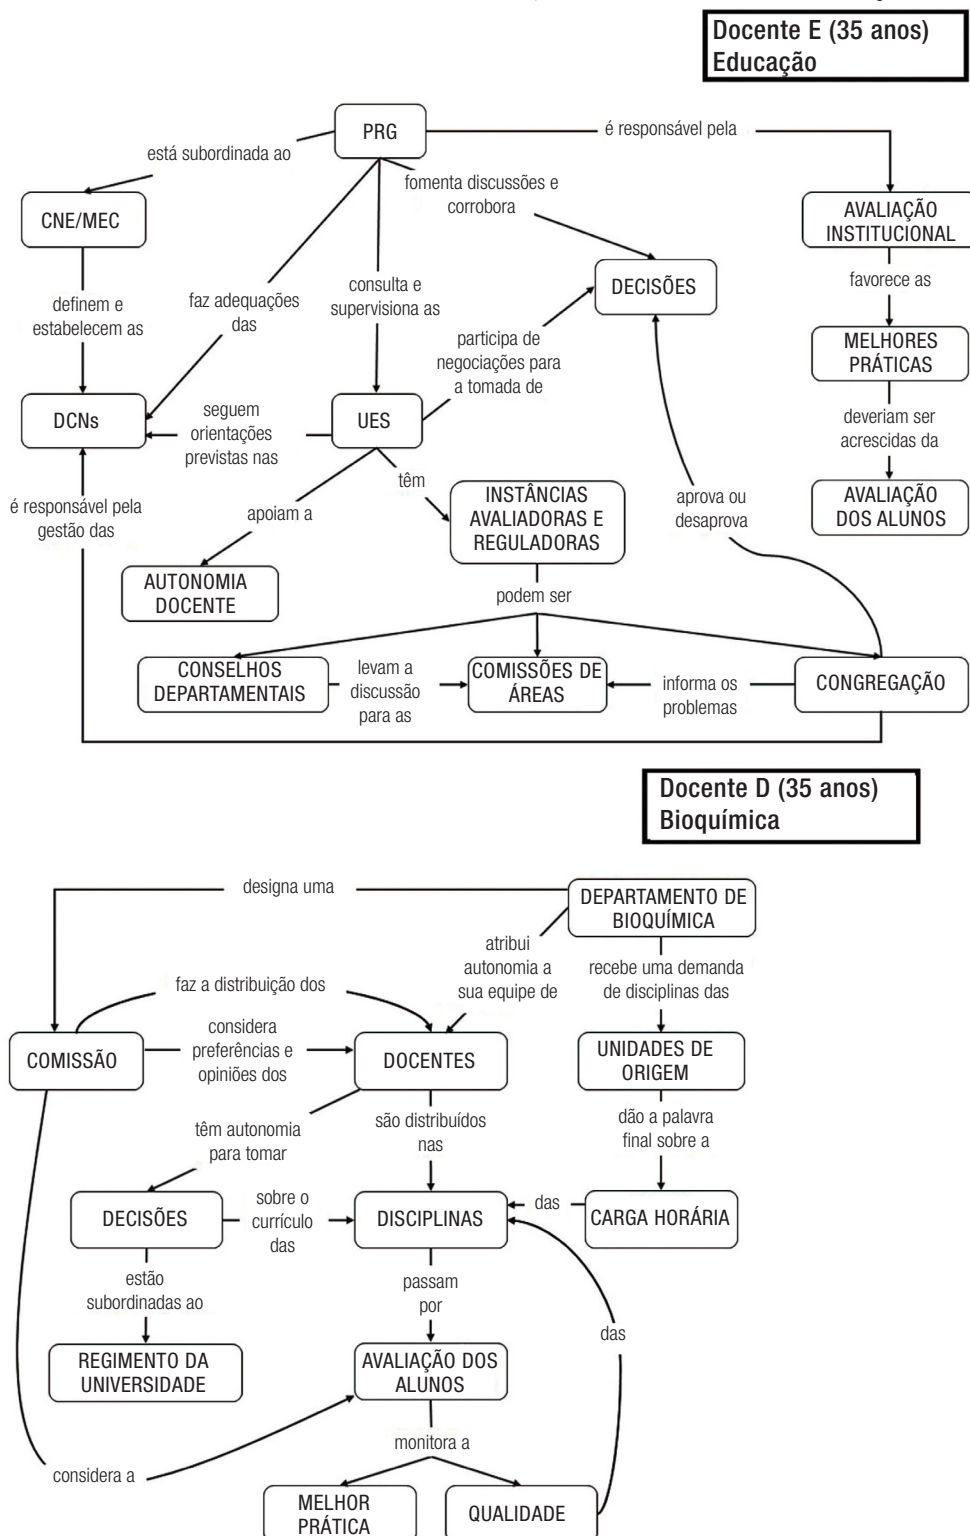 Docente E (35 anos)
Educação
PRG
é responsável pela
está subordinada ao
fomenta discussões e
corrobora
CNE/MEC
AVALIAÇÃO
INSTITUCIONAL
definem e
estabelecem as
faz adequações
das
consulta e
supervisiona as
DECISÕES
favorece as
participa de
negociações para
a tomada de
MELHORES
PRÁTICAS
DCNs
seguem
orientações
previstas nas
UES
deveriam ser
acrescidas da
é responsável pela
gestão das
apoiam a
têm
INSTÂNCIAS
AVALIADORAS E
REGULADORAS
aprova ou
desaprova
AVALIAÇÃO
DOS ALUNOS
AUTONOMIA
DOCENTE
podem ser
CONSELHOS
DEPARTAMENTAIS
levam a
discussão
para as
COMISSÕES DE
ÁREAS
informa os
problemas
CONGREGAÇÃO
Docente D (35 anos)
Bioquímica
designa uma
DEPARTAMENTO DE
BIOQUÍMICA
atribui
autonomia a
sua equipe de
recebe uma demanda
de disciplinas das
faz a distribuição dos
COMISSÃO
considera
preferências e
opiniões dos
DOCENTES
UNIDADES DE
ORIGEM
têm autonomia
para tomar
são distribuídos
nas
dão a palavra
final sobre a
DECISÕES
sobre o
currículo
das
DISCIPLINAS
das
CARGA HORÁRIA
estão
subordinadas ao
passam
por
das
REGIMENTO DA
UNIVERSIDADE
AVALIAÇÃO DOS
ALUNOS
monitora a
considera a
MELHOR
PRÁTICA
QUALIDADE